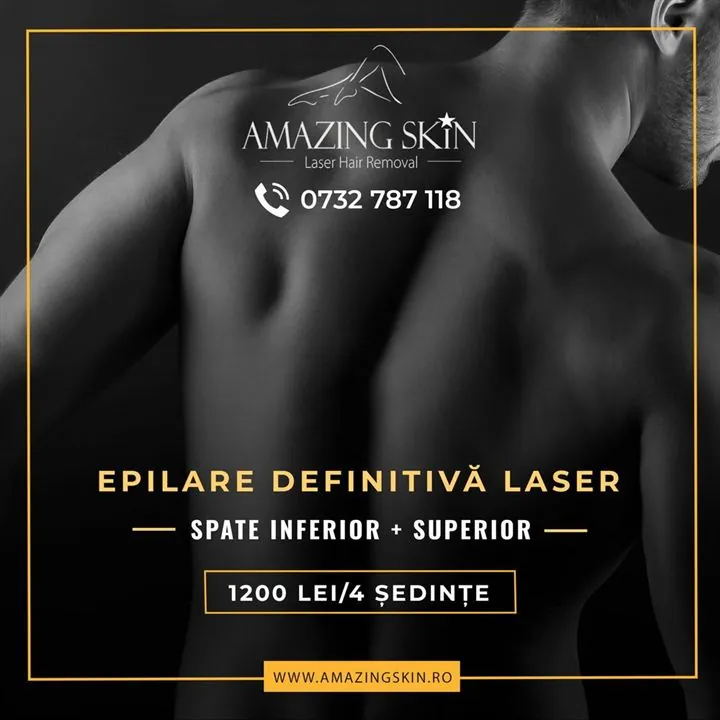 AMAZING SKIN
Laser Hair Removal
0732 787 118
EPILARE DEFINITIVĂ LASER
SPATE INFERIOR + SUPERIOR
1200 LEI/4 ȘEDINȚE
WWW.AMAZINGSKIN.RO